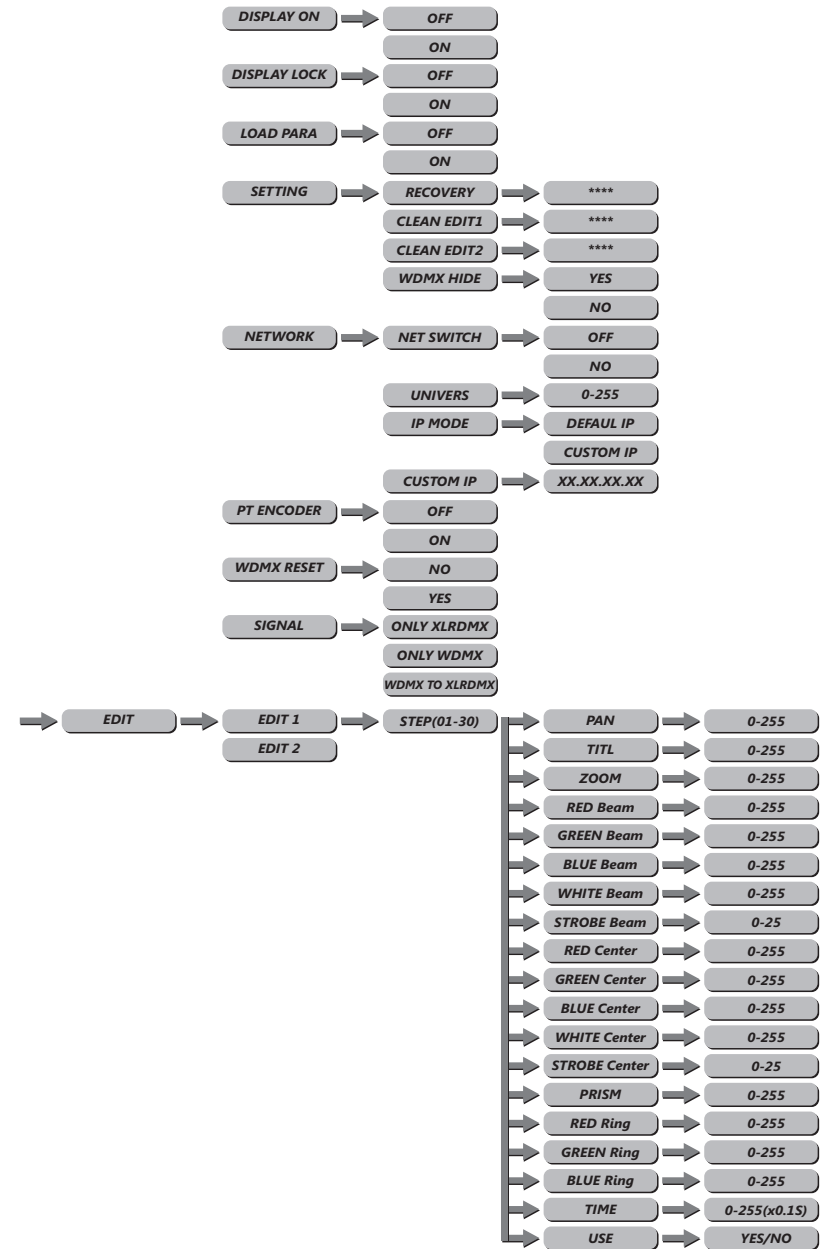 DISPLAY ON OFF
ON
DISPLAY LOCK OFF
ON
LOAD PARA OFF
ON
SETTING RECOVERY ****
CLEAN EDIT1 ****
CLEAN EDIT2 ****
WDMX HIDE YES
NO
NETWORK NET SWITCH OFF
NO
UNIVERS 0-255
IP MODE DEFAUL IP
CUSTOM IP
CUSTOM IP XX.XX.XX.XX
PT ENCODER OFF
ON
WDMX RESET NO
YES
SIGNAL ONLY XLRDMX
ONLY WDMX
WDMX TO XLRDMX
EDIT EDIT 1 STEP(01-30) PAN 0-255
EDIT 2 TITL 0-255
ZOOM 0-255
RED Beam 0-255
GREEN Beam 0-255
BLUE Beam 0-255
WHITE Beam 0-255
STROBE Beam 0-25
RED Center 0-255
GREEN Center 0-255
BLUE Center 0-255
WHITE Center 0-255
STROBE Center 0-25
PRISM 0-255
RED Ring 0-255
GREEN Ring 0-255
BLUE Ring 0-255
TIME 0-255(x0.1S)
USE YES/NO